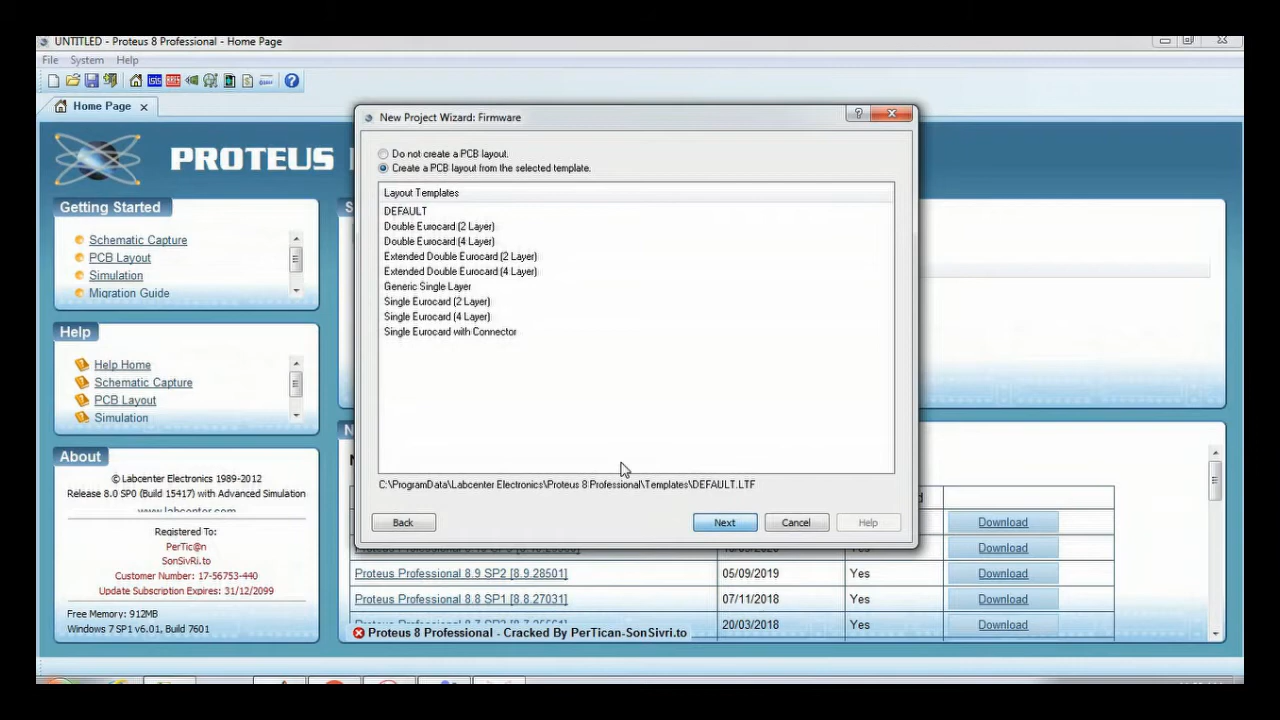 UNTITLED - Proteus 8 Professional - Home Page
File System Help
Home Page
PROTEUS
Getting Started
Schematic Capture
PCB Layout
Simulation
Migration Guide
Help
Help Home
Schematic Capture
PCB Layout
Simulation
About
© Labcenter Electronics 1989-2012
Release 8.0 SP0 (Build 15417) with Advanced Simulation
www.labcenter.com
Registered To:
PerTic@n
SonSivRi.to
Customer Number: 17-56753-440
Update Subscription Expires: 31/12/2099
Free Memory: 912MB
Windows 7 SP1 v6.01, Build 7601
New Project Wizard: Firmware
Do not create a PCB layout.
Create a PCB layout from the selected template.
Layout Templates
DEFAULT
Double Eurocard (2 Layer)
Double Eurocard (4 Layer)
Extended Double Eurocard (2 Layer)
Extended Double Eurocard (4 Layer)
Generic Single Layer
Single Eurocard (2 Layer)
Single Eurocard (4 Layer)
Single Eurocard with Connector
C:\ProgramData\Labcenter Electronics\Proteus 8 Professional\Templates\DEFAULT.LTF
Back Next Cancel Help
Download
Download
Proteus Professional 8.9 SP2 [8.9.28501] 05/09/2019 Yes Download
Proteus Professional 8.8 SP1 [8.8.27031] 07/11/2018 Yes Download
20/03/2018 Yes Download
Proteus 8 Professional - Cracked By PerTican-SonSivri.to